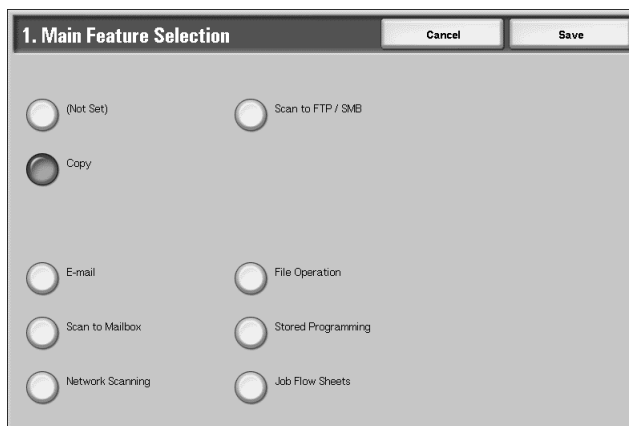 1. Main Feature Selection
Cancel
Save
(Not Set)
Scan to FTP / SMB
Copy
E-mail
File Operation
Scan to Mailbox
Stored Programming
Network Scanning
Job Flow Sheets